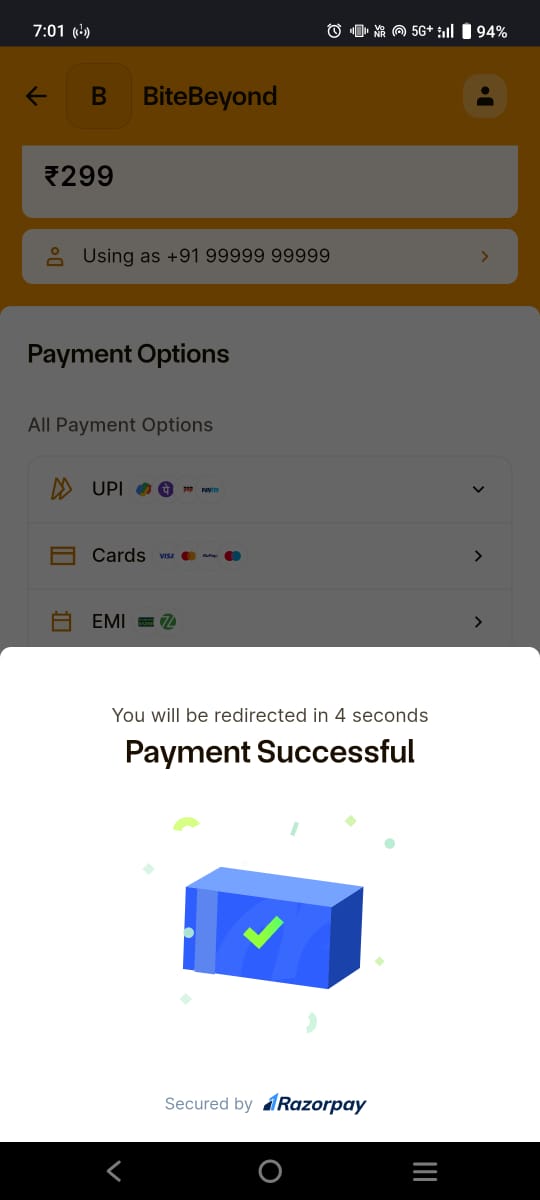 7:01
5G+ 94%
B BiteBeyond
₹299
Using as +91 99999 99999
Payment Options
All Payment Options
UPI
Cards VISA
EMI
You will be redirected in 4 seconds
Payment Successful
Secured by Razorpay